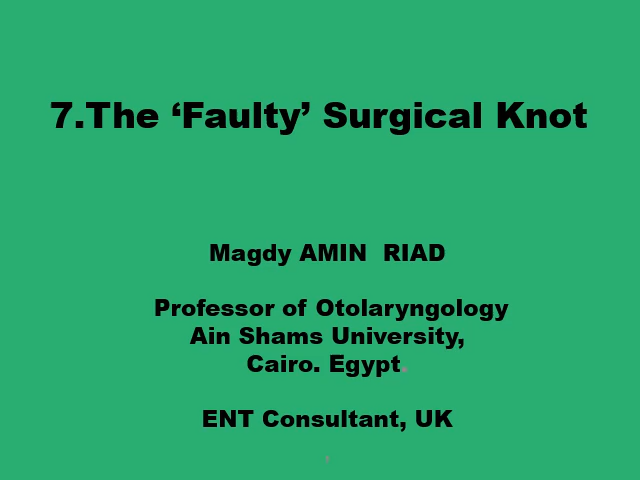 7.The ‘Faulty’ Surgical Knot
Magdy AMIN  RIAD
Professor of Otolaryngology
Ain Shams University,
Cairo. Egypt.
ENT Consultant, UK